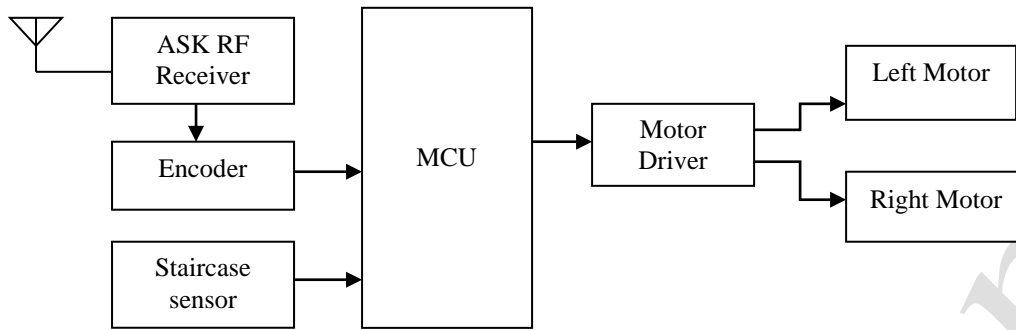 ASK RF
Receiver
Encoder
Staircase
sensor
MCU
Motor
Driver
Left Motor
Right Motor